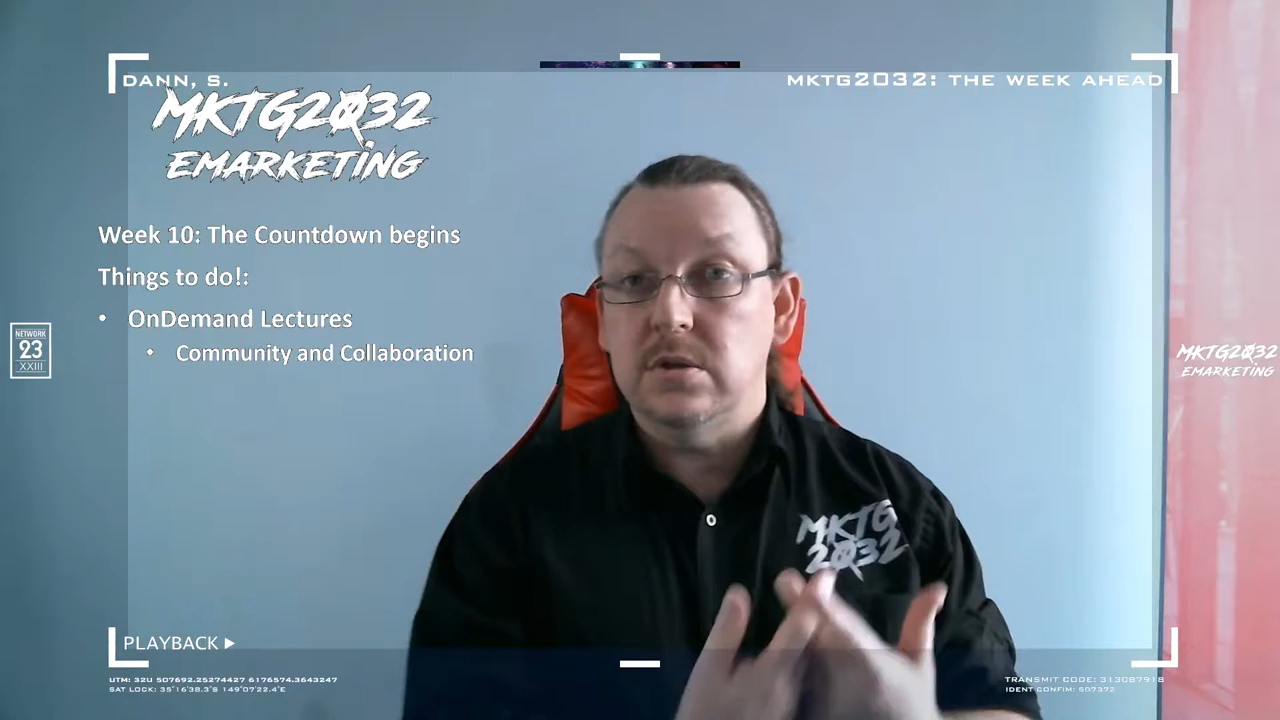 DANN, S.
MKTG2032: THE WEEK AHEAD
MKTG2032
EMARKETING
Week 10: The Countdown begins
Things to do!:
• OnDemand Lectures
• Community and Collaboration
NETWORK
23
XXIII
MKTG2032
EMARKETING
MKTG
2032
PLAYBACK ▶
UTM: 32U 507692.25274427 6176574.3643247
SAT LOCK: 35°16'38.3"S 149°07'22.4"E
TRANSMIT CODE: 313087918
IDENT CONFIM: 507372